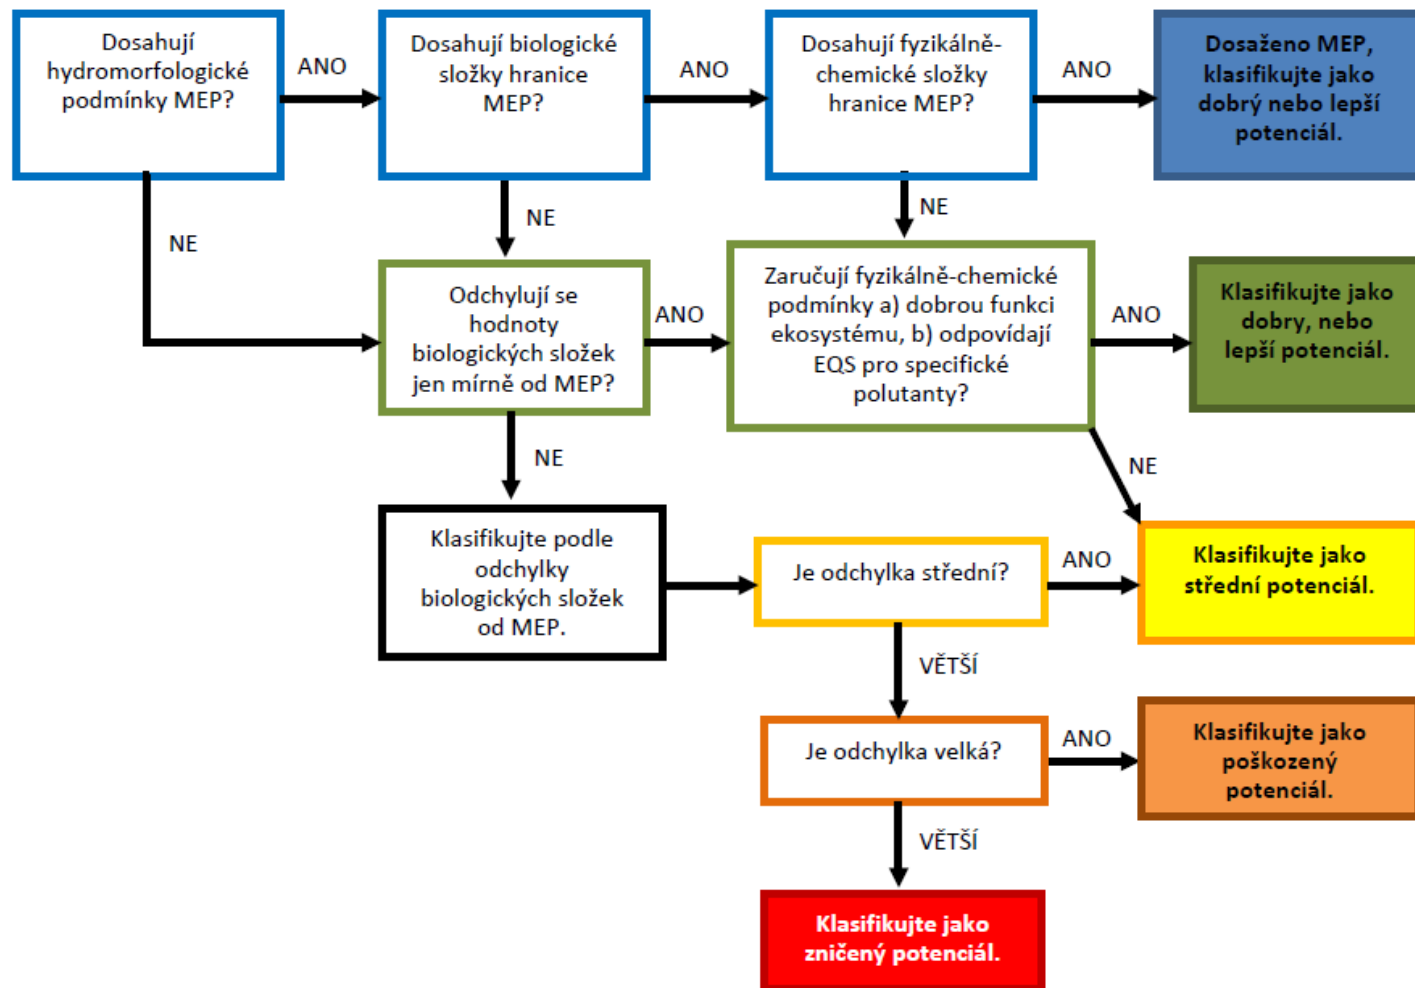 Dosahují
hydromorfologické
podmínky MEP?
ANO
Dosahují biologické
složky hranice
MEP?
ANO
Dosahují fyzikálně-
chemické složky
hranice MEP?
ANO
Dosaženo MEP,
klasifikujte jako
dobrý nebo lepší
potenciál.
NE
NE
NE
Odchylují se
hodnoty
biologických složek
jen mírně od MEP?
ANO
Zaručují fyzikálně-chemické
podmínky a) dobrou funkci
ekosystému, b) odpovídají
EQS pro specifické
polutanty?
ANO
Klasifikujte jako
dobry, nebo
lepší potenciál.
NE
NE
Klasifikujte podle
odchylky
biologických složek
od MEP.
Je odchylka střední?
ANO
Klasifikujte jako
střední potenciál.
VĚTŠÍ
Je odchylka velká?
ANO
Klasifikujte jako
poškozený
potenciál.
VĚTŠÍ
Klasifikujte jako
zničený potenciál.